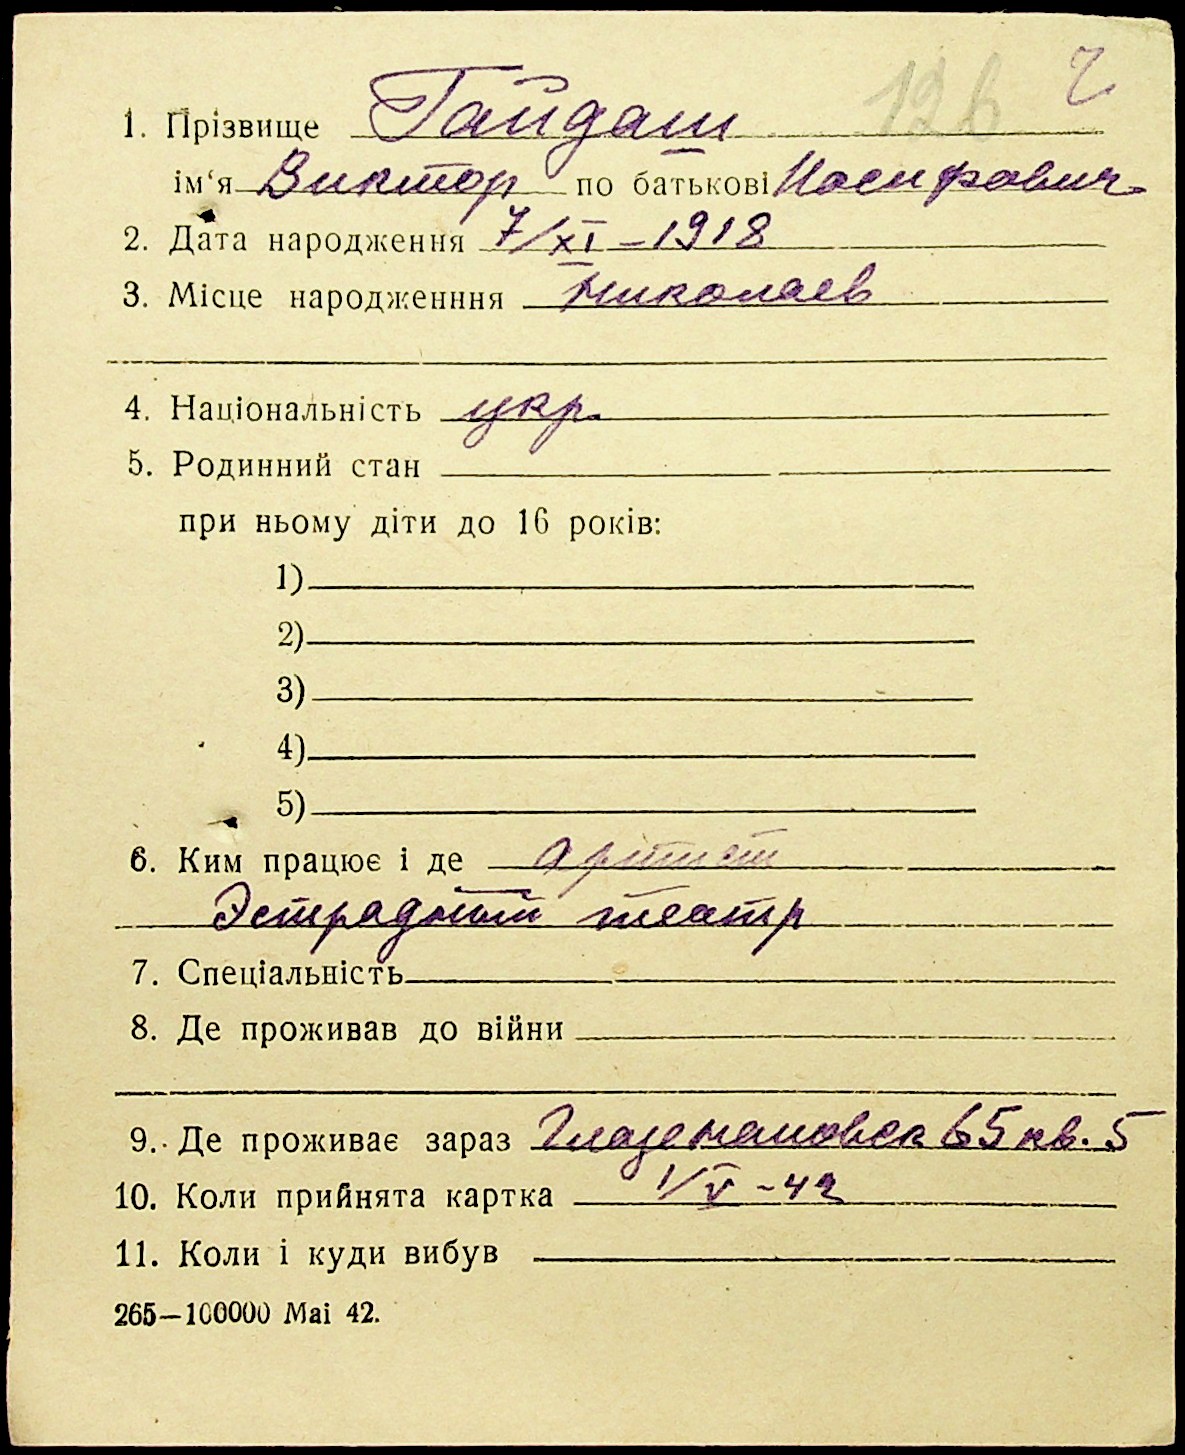 126 2
1. Прізвище Гайдаш
ім‘я Виктор по батькові Иосифович
2. Дата народження 7/XI – 1918
3. Місце народженння Николаев
4. Національність укр.
5. Родинний стан
при ньому діти до 16 років:
1)
2)
3)
4)
5)
6. Ким працює і де артист
Эстрадный театр
7. Спеціальність
8. Де проживав до війни
9. Де проживає зараз 65 кв. 5
10. Коли прийнята картка 1/V – 42
11. Коли і куди вибув
265—100000 Mai 42.